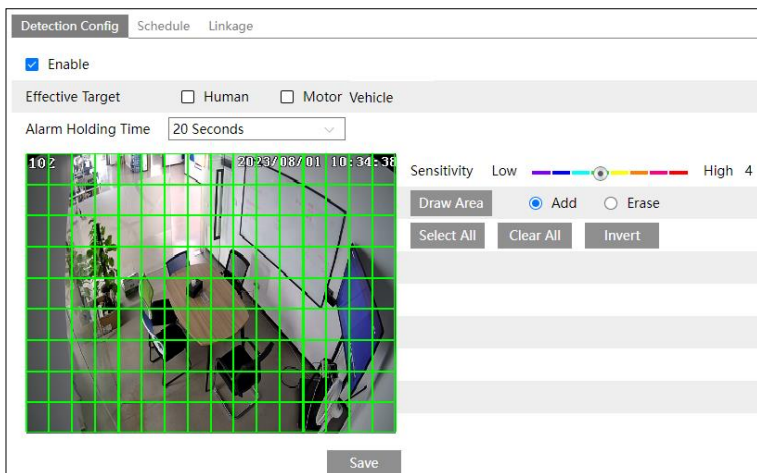 Detection Config Schedule Linkage
Enable
Effective Target Human Motor Vehicle
Alarm Holding Time 20 Seconds
102 2023/08/01 10:34:38
Sensitivity Low High 4
Draw Area Add Erase
Select All Clear All Invert
Save